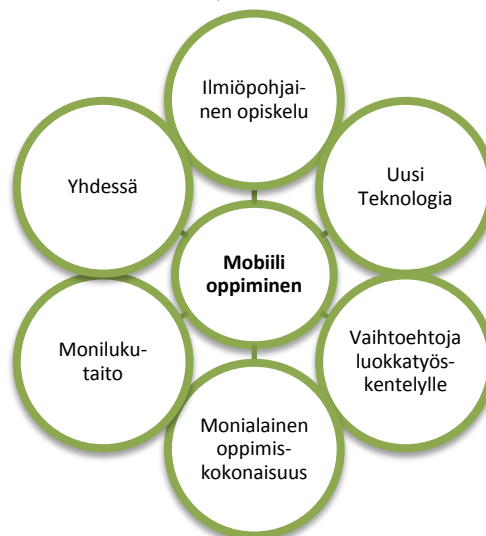 Ilmiöpohjai-
nen opiskelu
Uusi
Teknologia
Yhdessä
Mobiili
oppiminen
Vaihtoehtoja
luokkatyös-
kentelylle
Moniluku-
taito
Monialainen
oppimis-
kokonaisuus